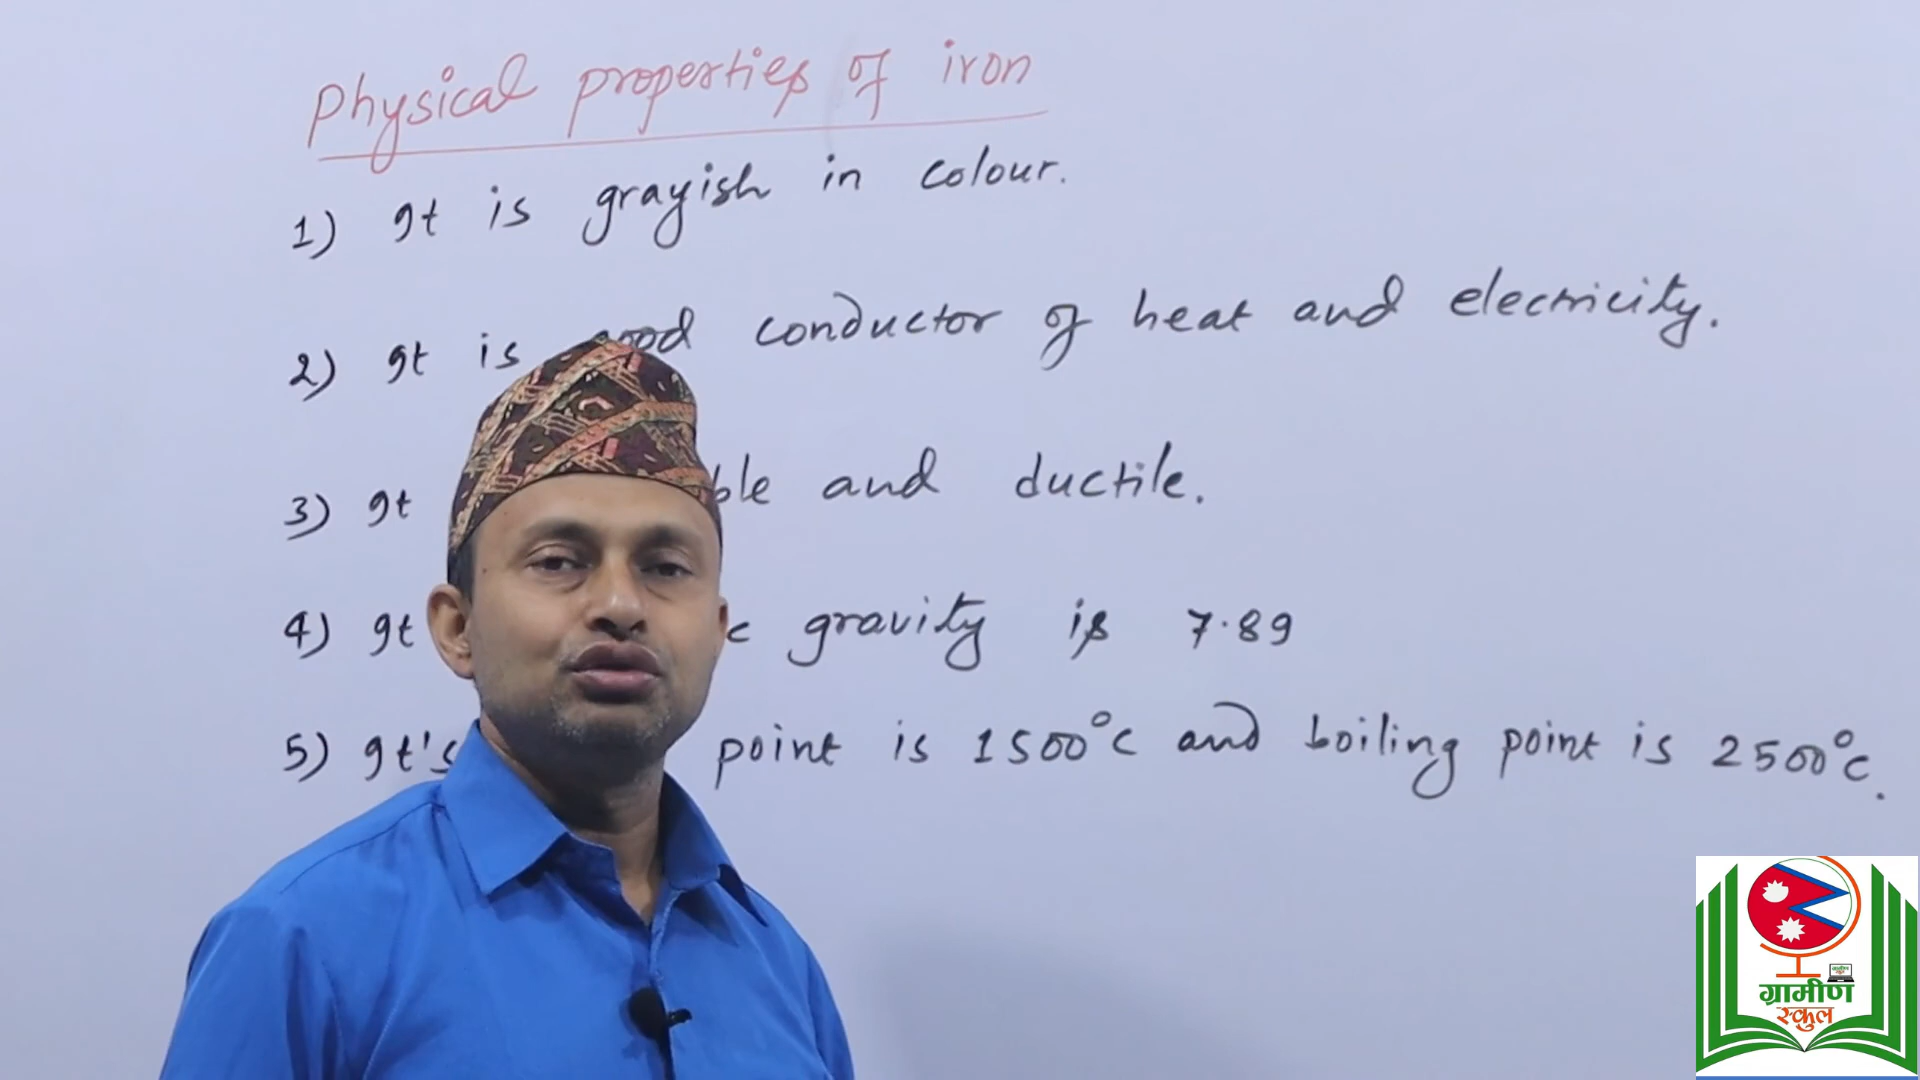 Physical properties of iron
1) It is grayish in colour.
2) It is good conductor of heat and electricity.
3) It and ductile.
4) It gravity is 7.89
5) It's point is 1500°c and boiling point is 2500°c.
ग्रामीण
स्कुल